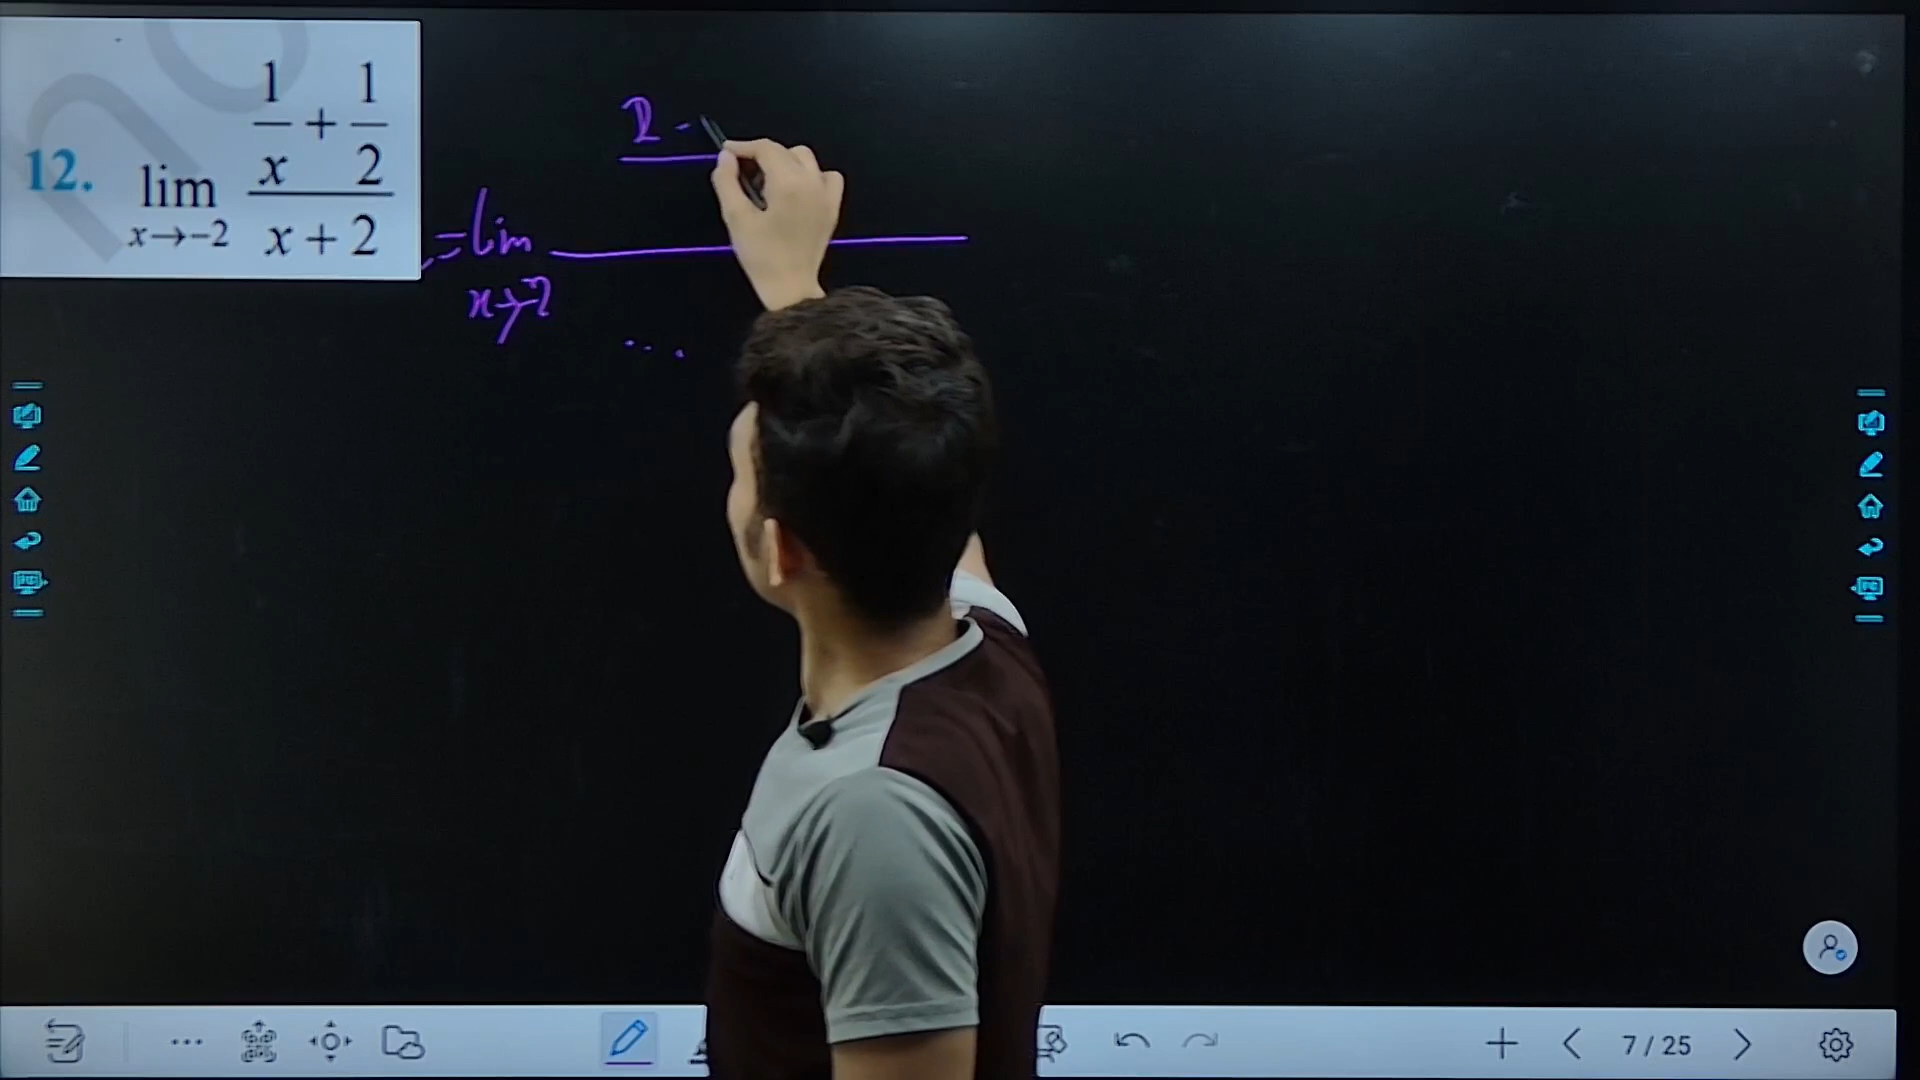 12. lim x→-2 (1/x + 1/2)/(x + 2)
2 -
= lim
x→-2
7 / 25